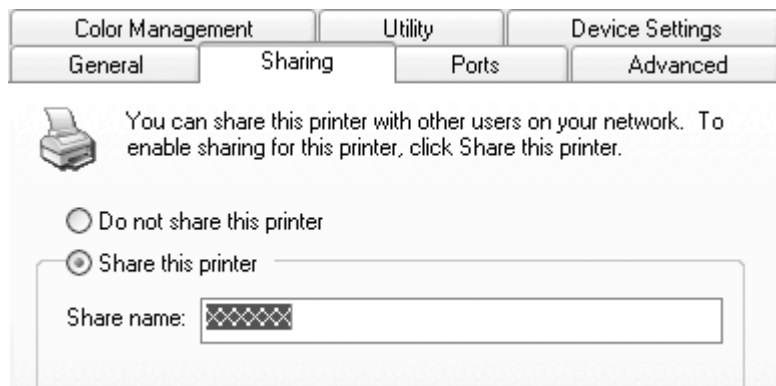 Color Management Utility Device Settings
General Sharing Ports Advanced
You can share this printer with other users on your network. To
enable sharing for this printer, click Share this printer.
Do not share this printer
Share this printer
Share name: XXXXXX